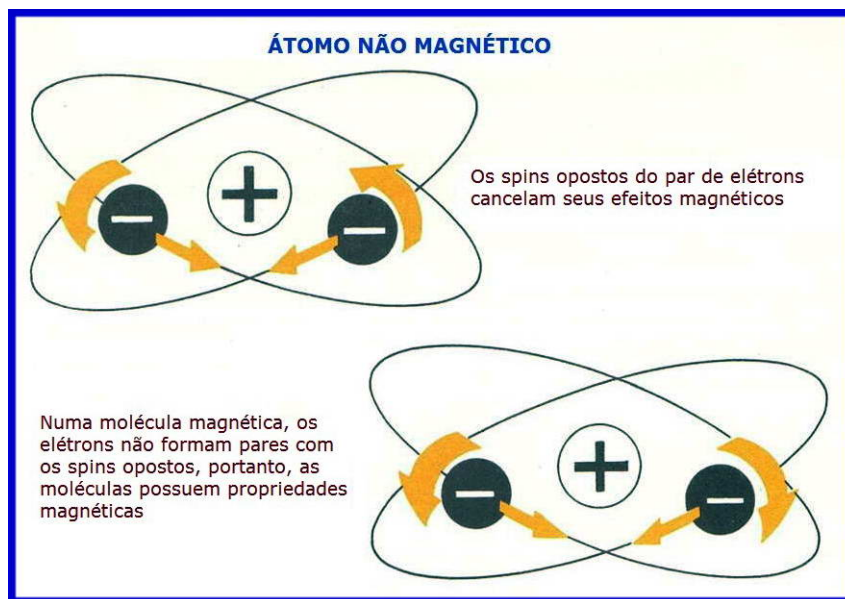 ÁTOMO NÃO MAGNÉTICO
Os spins opostos do par de elétrons
cancelam seus efeitos magnéticos
Numa molécula magnética, os
elétrons não formam pares com
os spins opostos, portanto, as
moléculas possuem propriedades
magnéticas